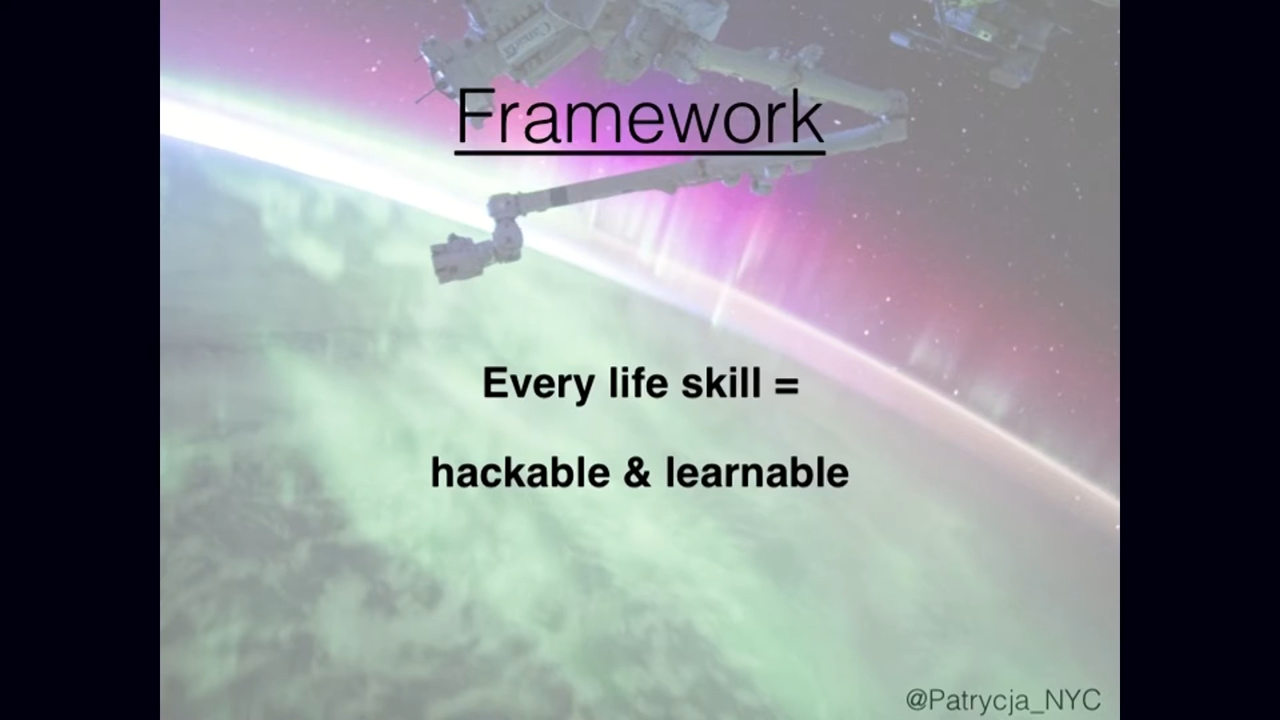 Framework
Every life skill =
hackable & learnable
@Patrycja_NYC